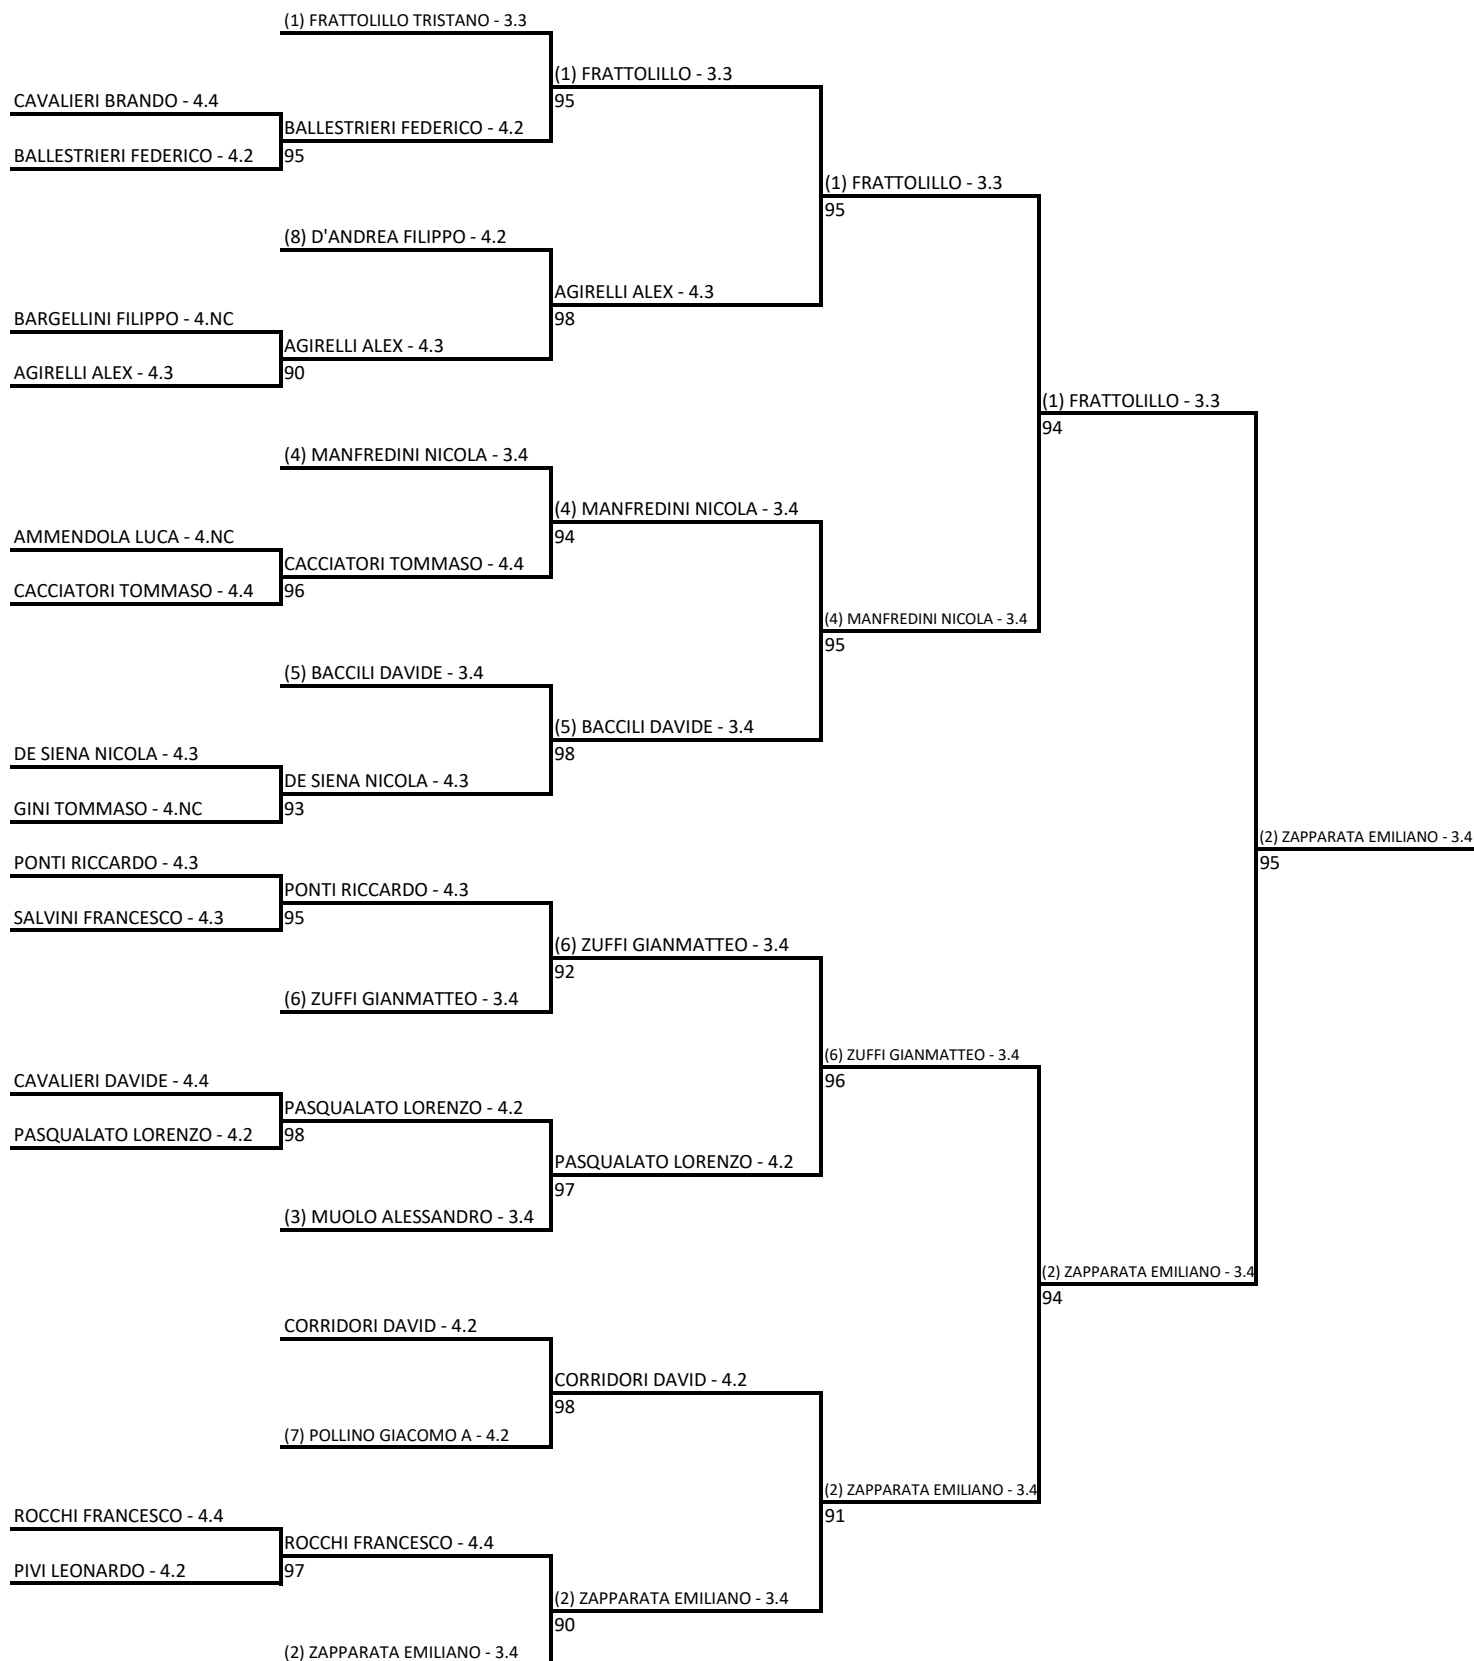 (1) FRATTOLILLO TRISTANO - 3.3
(1) FRATTOLILLO - 3.3
95
CAVALIERI BRANDO - 4.4
BALLESTRIERI FEDERICO - 4.2
95
BALLESTRIERI FEDERICO - 4.2
(1) FRATTOLILLO - 3.3
95
(8) D'ANDREA FILIPPO - 4.2
AGIRELLI ALEX - 4.3
98
BARGELLINI FILIPPO - 4.NC
AGIRELLI ALEX - 4.3
90
AGIRELLI ALEX - 4.3
(1) FRATTOLILLO - 3.3
94
(4) MANFREDINI NICOLA - 3.4
(4) MANFREDINI NICOLA - 3.4
94
AMMENDOLA LUCA - 4.NC
CACCIATORI TOMMASO - 4.4
96
CACCIATORI TOMMASO - 4.4
(4) MANFREDINI NICOLA - 3.4
95
(5) BACCILI DAVIDE - 3.4
(5) BACCILI DAVIDE - 3.4
98
DE SIENA NICOLA - 4.3
DE SIENA NICOLA - 4.3
93
GINI TOMMASO - 4.NC
(2) ZAPPARATA EMILIANO - 3.4
95
PONTI RICCARDO - 4.3
PONTI RICCARDO - 4.3
95
SALVINI FRANCESCO - 4.3
(6) ZUFFI GIANMATTEO - 3.4
92
(6) ZUFFI GIANMATTEO - 3.4
(6) ZUFFI GIANMATTEO - 3.4
96
CAVALIERI DAVIDE - 4.4
PASQUALATO LORENZO - 4.2
98
PASQUALATO LORENZO - 4.2
PASQUALATO LORENZO - 4.2
97
(3) MUOLO ALESSANDRO - 3.4
(2) ZAPPARATA EMILIANO - 3.4
94
CORRIDORI DAVID - 4.2
CORRIDORI DAVID - 4.2
98
(7) POLLINO GIACOMO A - 4.2
(2) ZAPPARATA EMILIANO - 3.4
91
ROCCHI FRANCESCO - 4.4
ROCCHI FRANCESCO - 4.4
97
PIVI LEONARDO - 4.2
(2) ZAPPARATA EMILIANO - 3.4
90
(2) ZAPPARATA EMILIANO - 3.4